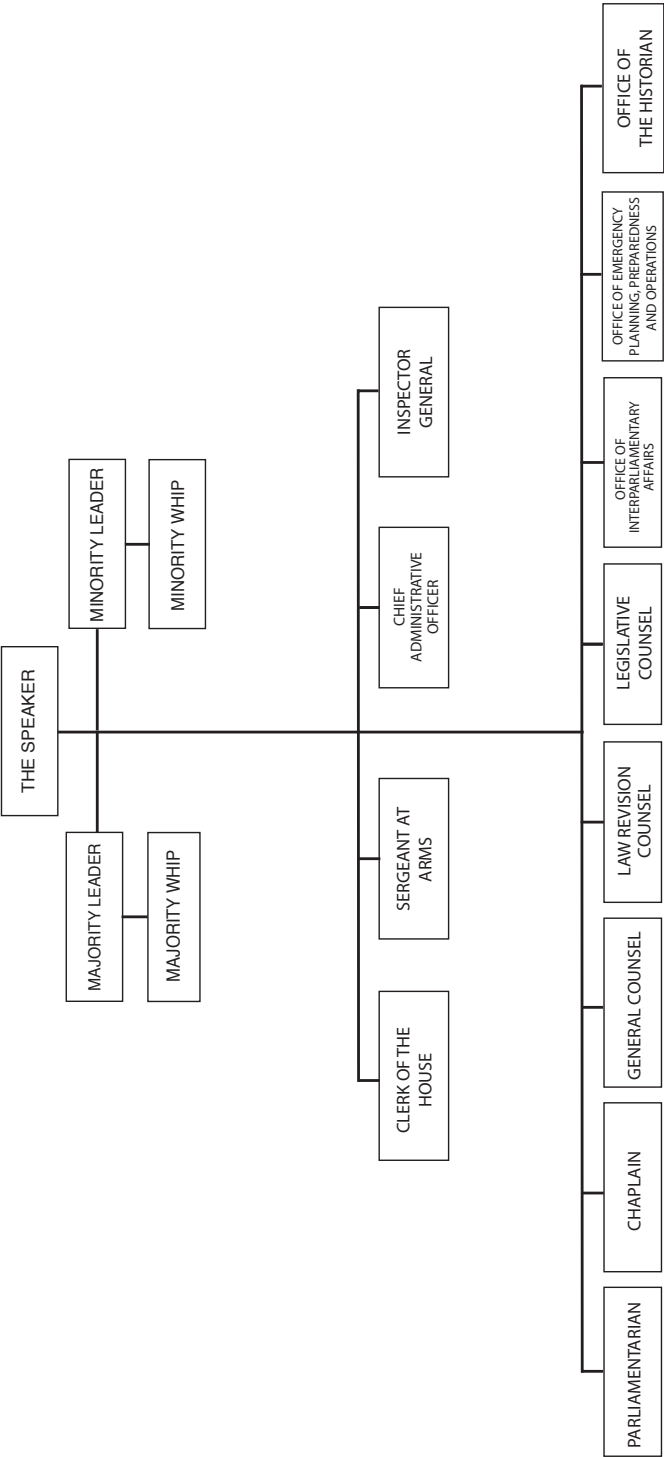 THE SPEAKER
MAJORITY LEADER
MINORITY LEADER
MAJORITY WHIP
MINORITY WHIP
CLERK OF THE
HOUSE
SERGEANT AT
ARMS
CHIEF
ADMINISTRATIVE
OFFICER
INSPECTOR
GENERAL
PARLIAMENTARIAN
CHAPLAIN
GENERAL COUNSEL
LAW REVISION
COUNSEL
LEGISLATIVE
COUNSEL
OFFICE OF
INTERPARLIAMENTARY
AFFAIRS
OFFICE OF EMERGENCY
PLANNING, PREPAREDNESS
AND OPERATIONS
OFFICE OF
THE HISTORIAN